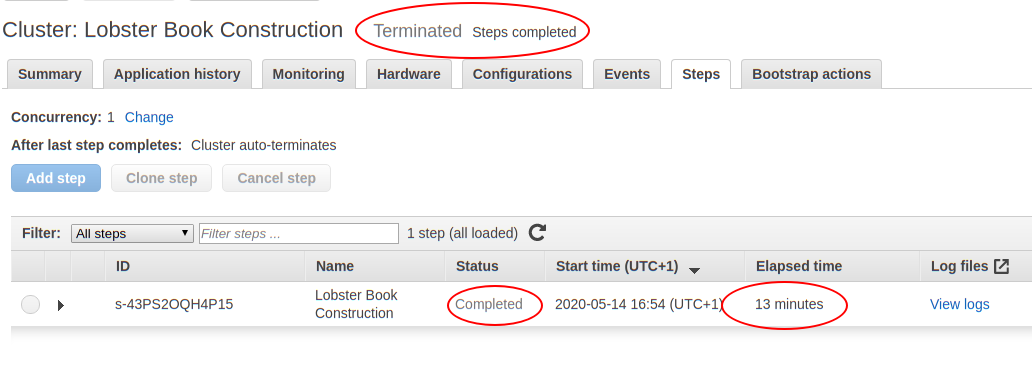 Cluster: Lobster Book Construction Terminated Steps completed
Summary Application history Monitoring Hardware Configurations Events Steps Bootstrap actions
Concurrency: 1 Change
After last step completes: Cluster auto-terminates
Add step Clone step Cancel step
Filter: All steps Filter steps ... 1 step (all loaded)
ID Name Status Start time (UTC+1) Elapsed time Log files
s-43PS2OQH4P15 Lobster Book Construction Completed 2020-05-14 16:54 (UTC+1) 13 minutes View logs